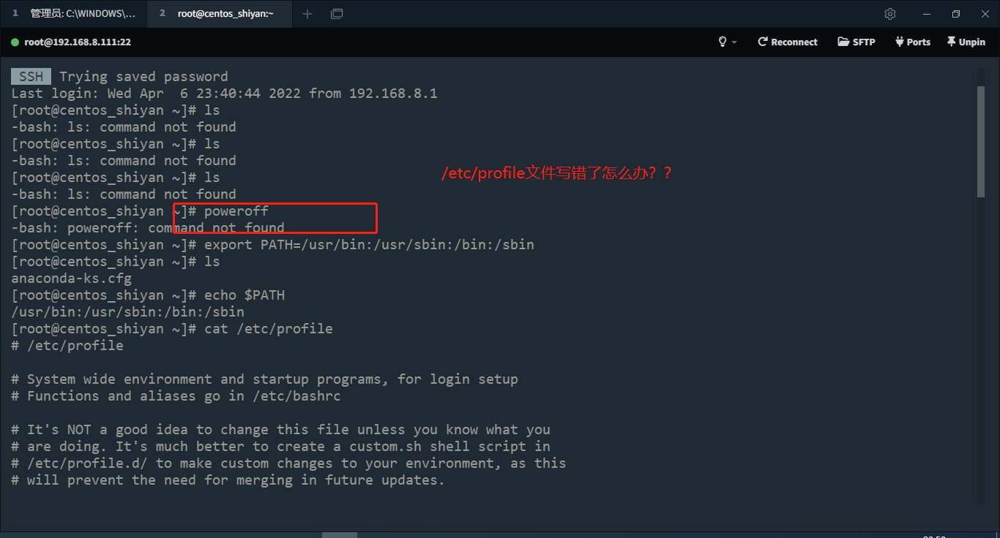 1 管理员: C:\WINDOWS\... 2 root@centos_shiyan:~
root@192.168.8.111:22 Reconnect SFTP Ports Unpin
SSH Trying saved password
Last login: Wed Apr  6 23:40:44 2022 from 192.168.8.1
[root@centos_shiyan ~]# ls
-bash: ls: command not found
[root@centos_shiyan ~]# ls
-bash: ls: command not found
/etc/profile文件写错了怎么办？？
[root@centos_shiyan ~]# ls
-bash: ls: command not found
[root@centos_shiyan ~]# poweroff
-bash: poweroff: command not found
[root@centos_shiyan ~]# export PATH=/usr/bin:/usr/sbin:/bin:/sbin
[root@centos_shiyan ~]# ls
anaconda-ks.cfg
[root@centos_shiyan ~]# echo $PATH
/usr/bin:/usr/sbin:/bin:/sbin
[root@centos_shiyan ~]# cat /etc/profile
# /etc/profile
# System wide environment and startup programs, for login setup
# Functions and aliases go in /etc/bashrc
# It's NOT a good idea to change this file unless you know what you
# are doing. It's much better to create a custom.sh shell script in
# /etc/profile.d/ to make custom changes to your environment, as this
# will prevent the need for merging in future updates.